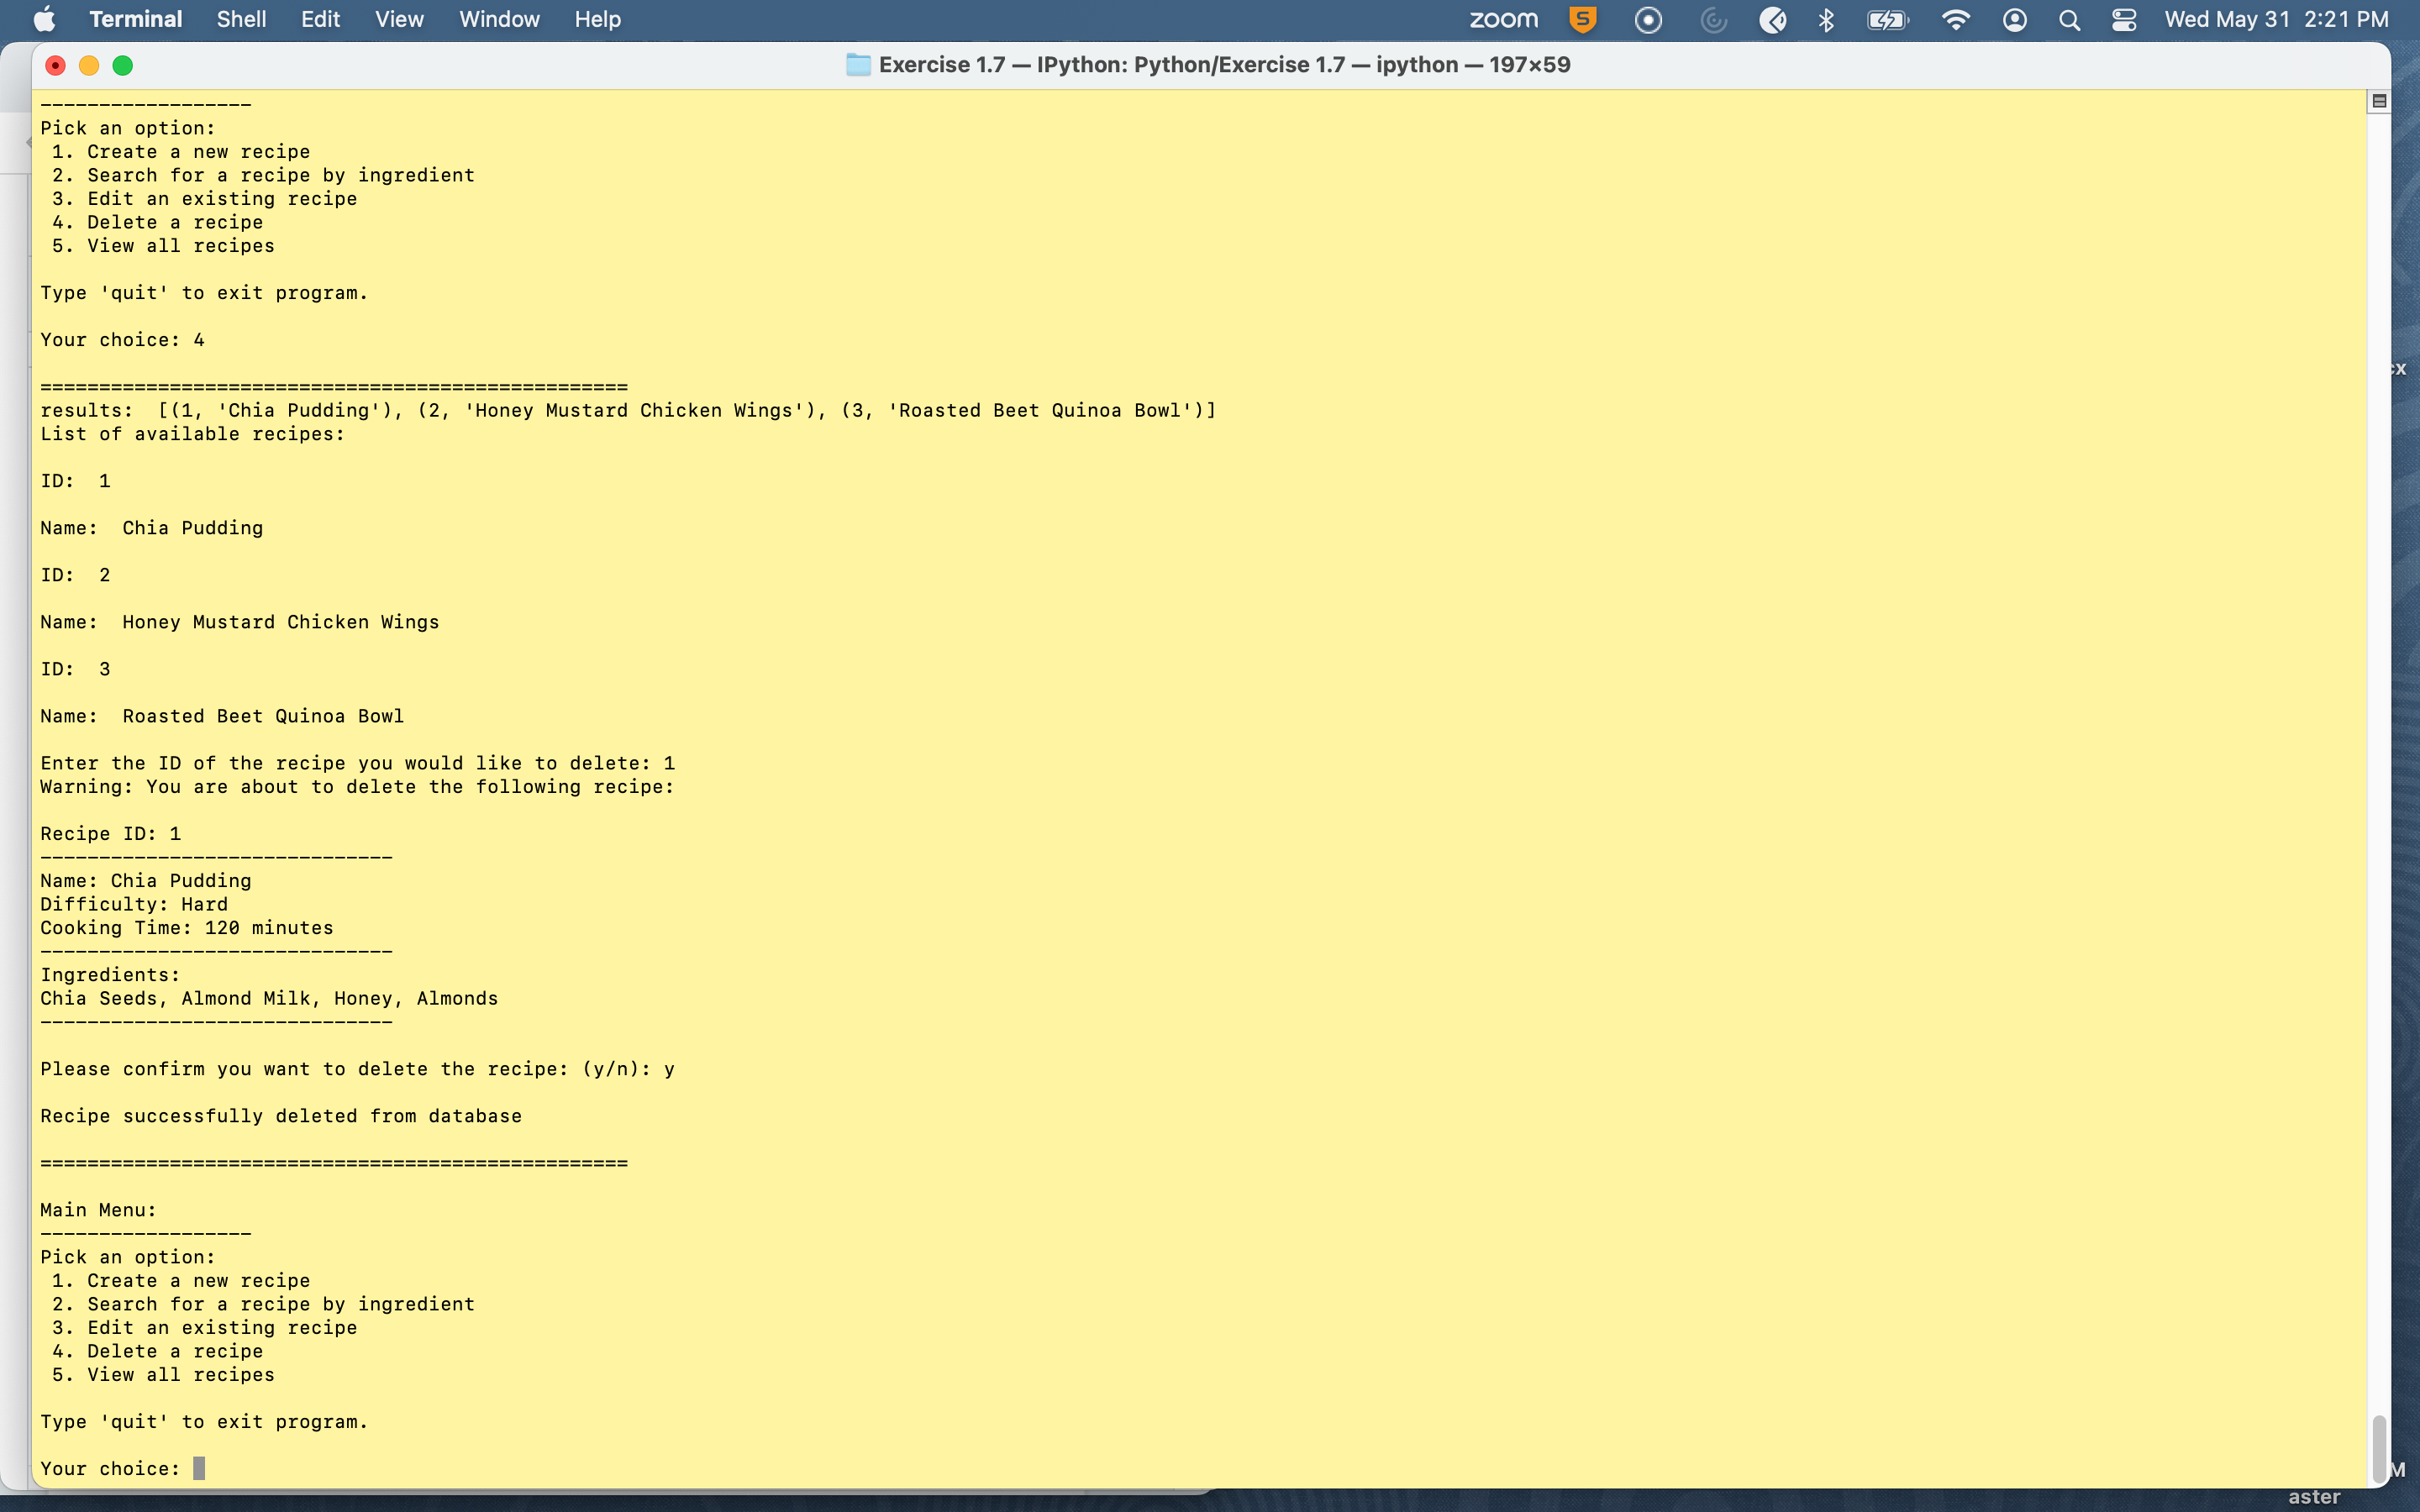 Terminal Shell Edit View Window Help zoom S Wed May 31 2:21 PM
Exercise 1.7 — IPython: Python/Exercise 1.7 — ipython — 197×59
------------------
Pick an option:
1. Create a new recipe
2. Search for a recipe by ingredient
3. Edit an existing recipe
4. Delete a recipe
5. View all recipes
Type 'quit' to exit program.
Your choice: 4
==================================================
results:  [(1, 'Chia Pudding'), (2, 'Honey Mustard Chicken Wings'), (3, 'Roasted Beet Quinoa Bowl')]
List of available recipes:
ID:  1
Name:  Chia Pudding
ID:  2
Name:  Honey Mustard Chicken Wings
ID:  3
Name:  Roasted Beet Quinoa Bowl
Enter the ID of the recipe you would like to delete: 1
Warning: You are about to delete the following recipe:
Recipe ID: 1
------------------------------
Name: Chia Pudding
Difficulty: Hard
Cooking Time: 120 minutes
------------------------------
Ingredients:
Chia Seeds, Almond Milk, Honey, Almonds
------------------------------
Please confirm you want to delete the recipe: (y/n): y
Recipe successfully deleted from database
==================================================
Main Menu:
------------------
Pick an option:
1. Create a new recipe
2. Search for a recipe by ingredient
3. Edit an existing recipe
4. Delete a recipe
5. View all recipes
Type 'quit' to exit program.
Your choice:
aster